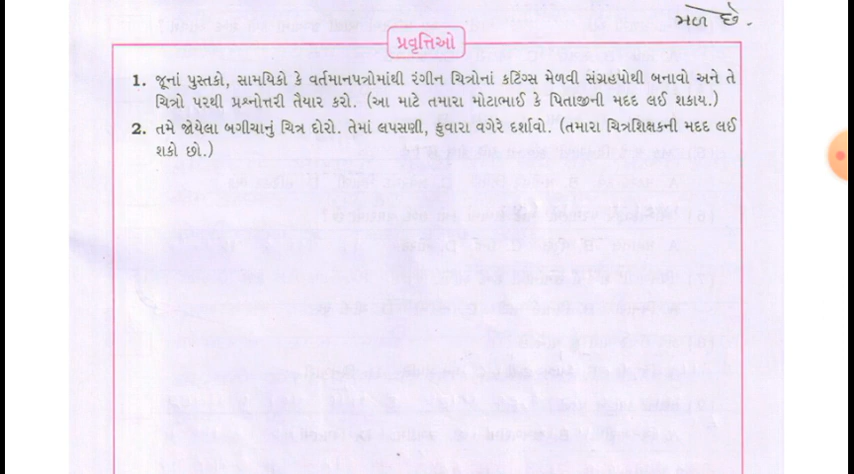 મળે છે.
પ્રવૃત્તિઓ
1. જૂનાં પુસ્તકો, સામયિકો કે વર્તમાનપત્રોમાંથી રંગીન ચિત્રોનાં કટિંગ્સ મેળવી સંગ્રહપોથી બનાવો અને તે
ચિત્રો પરથી પ્રશ્નોત્તરી તૈયાર કરો. (આ માટે તમારા મોટાભાઈ કે પિતાજીની મદદ લઈ શકાય.)
2. તમે જોયેલા બગીચાનું ચિત્ર દોરો. તેમાં લપસણી, ફુવારા વગેરે દર્શાવો. (તમારા ચિત્રશિક્ષકની મદદ લઈ
શકો છો.)